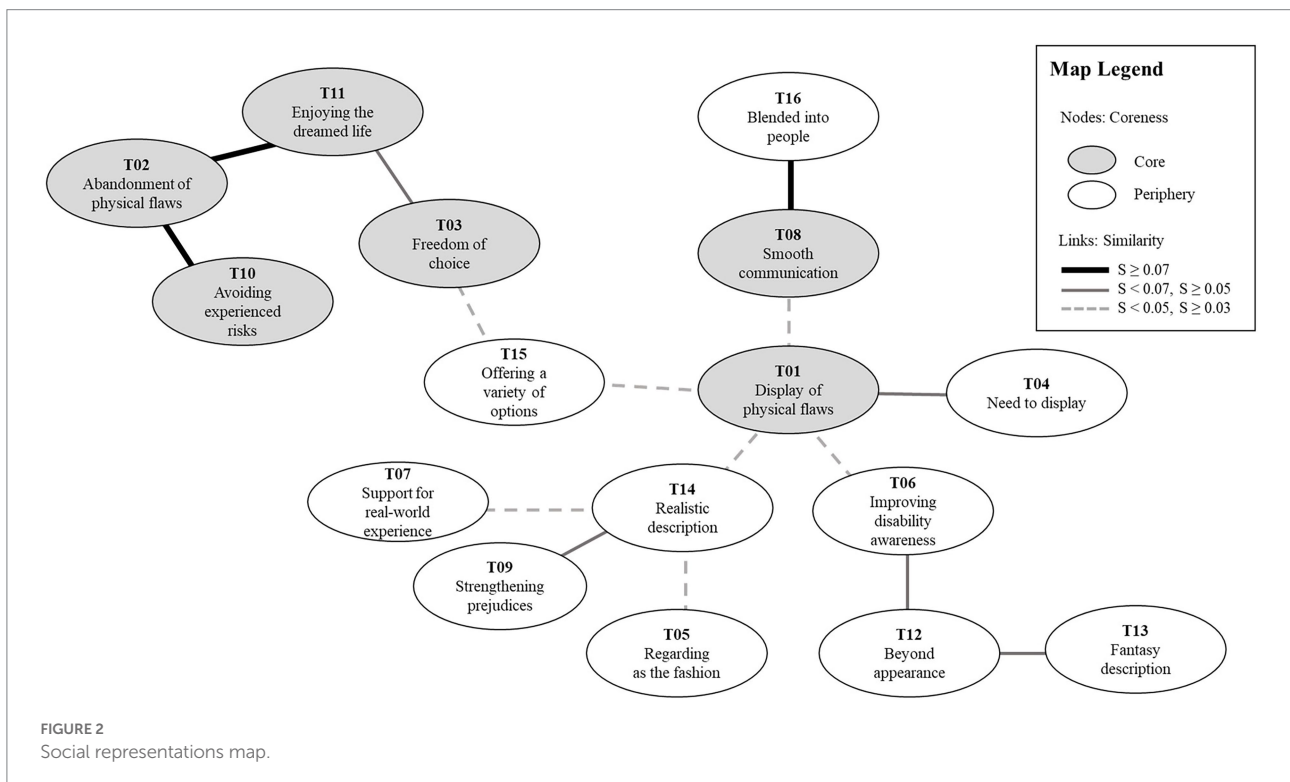 T11
Enjoying the
dreamed life
T02
Abandonment of
physical flaws
T10
Avoiding
experienced
risks
T03
Freedom of
choice
T16
Blended into
people
T08
Smooth
communication
T15
Offering a
variety of
options
T01
Display of
physical flaws
T04
Need to display
T07
Support for
real-world
experience
T14
Realistic
description
T06
Improving
disability
awareness
T09
Strengthening
prejudices
T05
Regarding
as the fashion
T12
Beyond
appearance
T13
Fantasy
description
Map Legend
Nodes: Coreness
Core
Periphery
Links: Similarity
S ≥ 0.07
S < 0.07, S ≥ 0.05
S < 0.05, S ≥ 0.03
FIGURE 2
Social representations map.